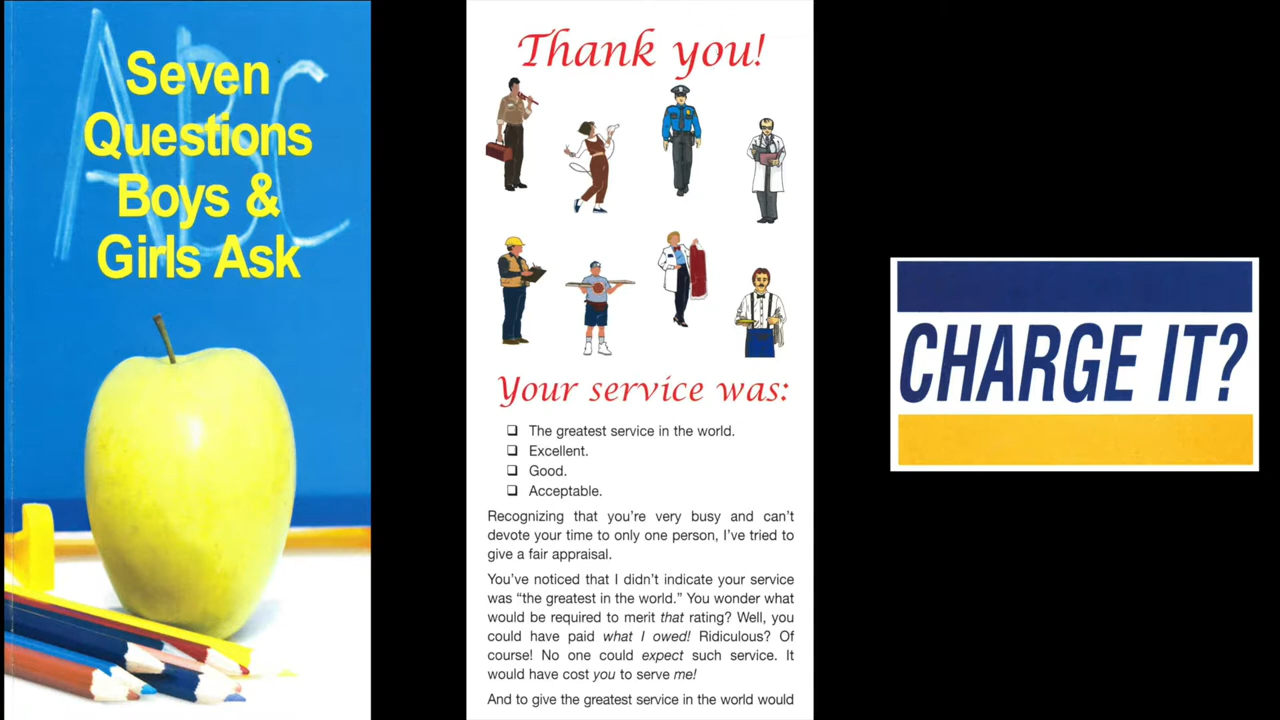 Seven
Questions
Boys &
Girls Ask
ABC
Thank you!
Your service was:
❑ The greatest service in the world.
❑ Excellent.
❑ Good.
❑ Acceptable.
Recognizing that you're very busy and can't
devote your time to only one person, I've tried to
give a fair appraisal.
You've noticed that I didn't indicate your service
was “the greatest in the world.” You wonder what
would be required to merit that rating? Well, you
could have paid what I owed! Ridiculous? Of
course! No one could expect such service. It
would have cost you to serve me!
And to give the greatest service in the world would
CHARGE IT?